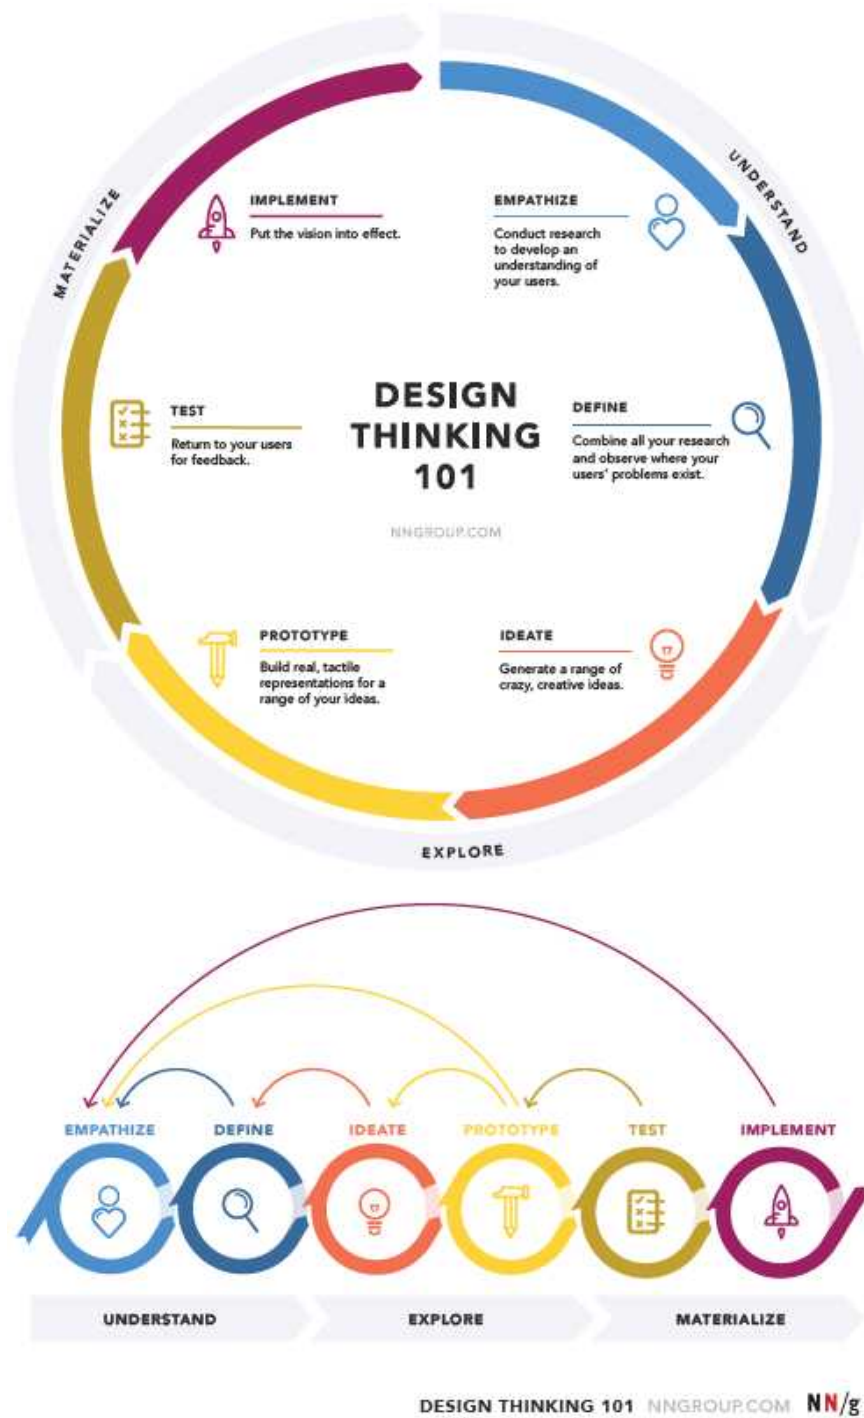 MATERIALIZE
UNDERSTAND
IMPLEMENT
Put the vision into effect.
EMPATHIZE
Conduct research
to develop an
understanding of
your users.
TEST
Return to your users
for feedback.
DESIGN
THINKING
101
NNGROUP.COM
DEFINE
Combine all your research
and observe where your
users' problems exist.
PROTOTYPE
Build real, tactile
representations for a
range of your ideas.
IDEATE
Generate a range of
crazy, creative ideas.
EXPLORE
EMPATHIZE DEFINE IDEATE PROTOTYPE TEST IMPLEMENT
UNDERSTAND EXPLORE MATERIALIZE
DESIGN THINKING 101 NNGROUP.COM NN/g